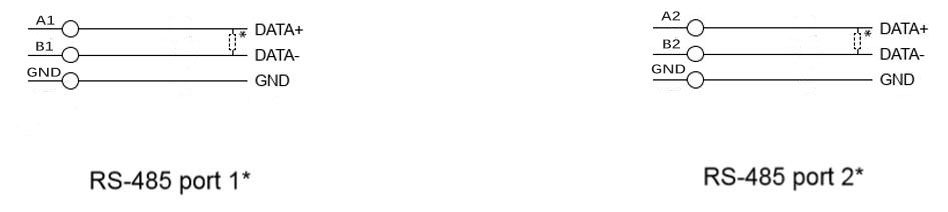 A1 DATA+
*
B1 DATA-
GND GND
RS-485 port 1*
A2 DATA+
*
B2 DATA-
GND GND
RS-485 port 2*